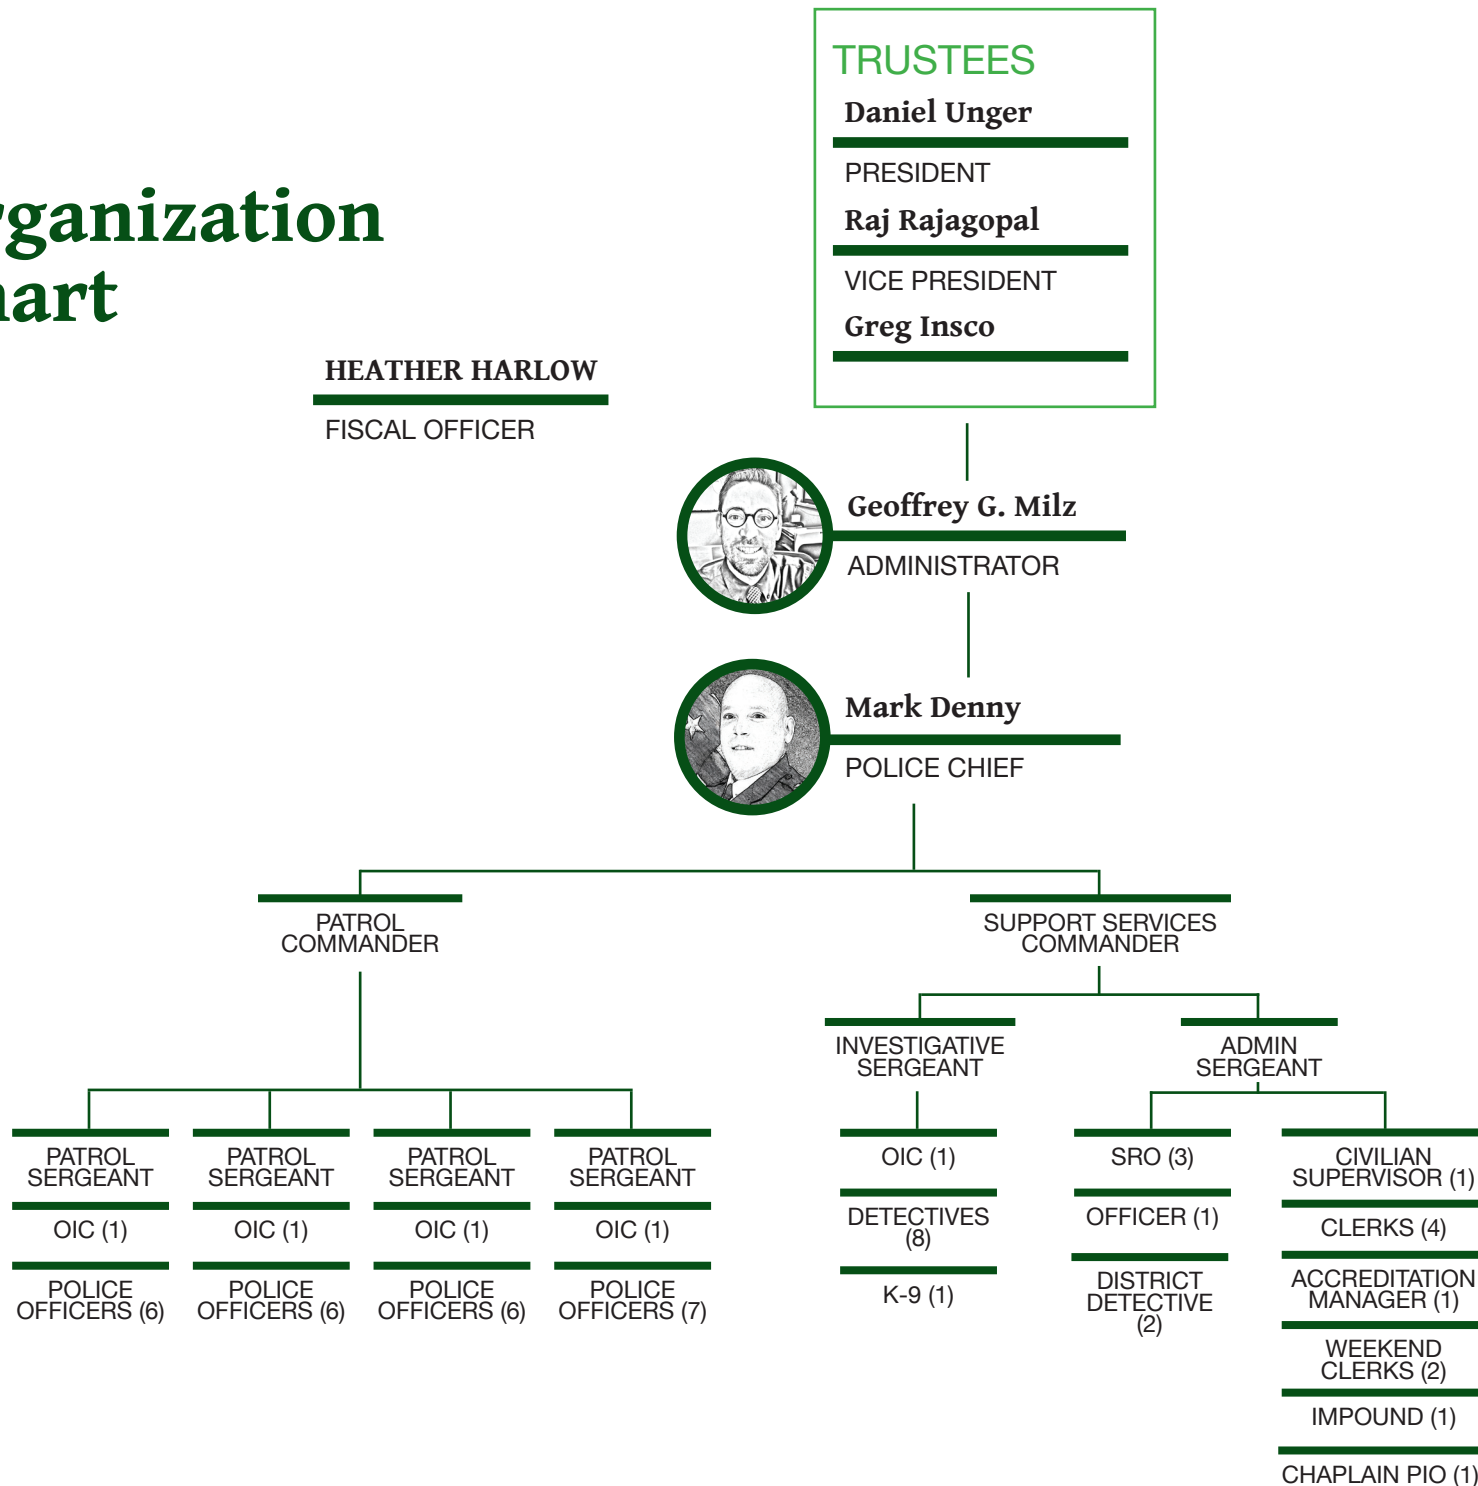 TRUSTEES
Daniel Unger
PRESIDENT
Raj Rajagopal
VICE PRESIDENT
Greg Insco
rganization
hart
HEATHER HARLOW
FISCAL OFFICER
Geoffrey G. Milz
ADMINISTRATOR
Mark Denny
POLICE CHIEF
PATROL
COMMANDER
SUPPORT SERVICES
COMMANDER
INVESTIGATIVE
SERGEANT
ADMIN
SERGEANT
PATROL
SERGEANT
OIC (1)
POLICE
OFFICERS (6)
PATROL
SERGEANT
OIC (1)
POLICE
OFFICERS (6)
PATROL
SERGEANT
OIC (1)
POLICE
OFFICERS (6)
PATROL
SERGEANT
OIC (1)
POLICE
OFFICERS (7)
OIC (1)
DETECTIVES
(8)
K-9 (1)
SRO (3)
OFFICER (1)
DISTRICT
DETECTIVE
(2)
CIVILIAN
SUPERVISOR (1)
CLERKS (4)
ACCREDITATION
MANAGER (1)
WEEKEND
CLERKS (2)
IMPOUND (1)
CHAPLAIN PIO (1)